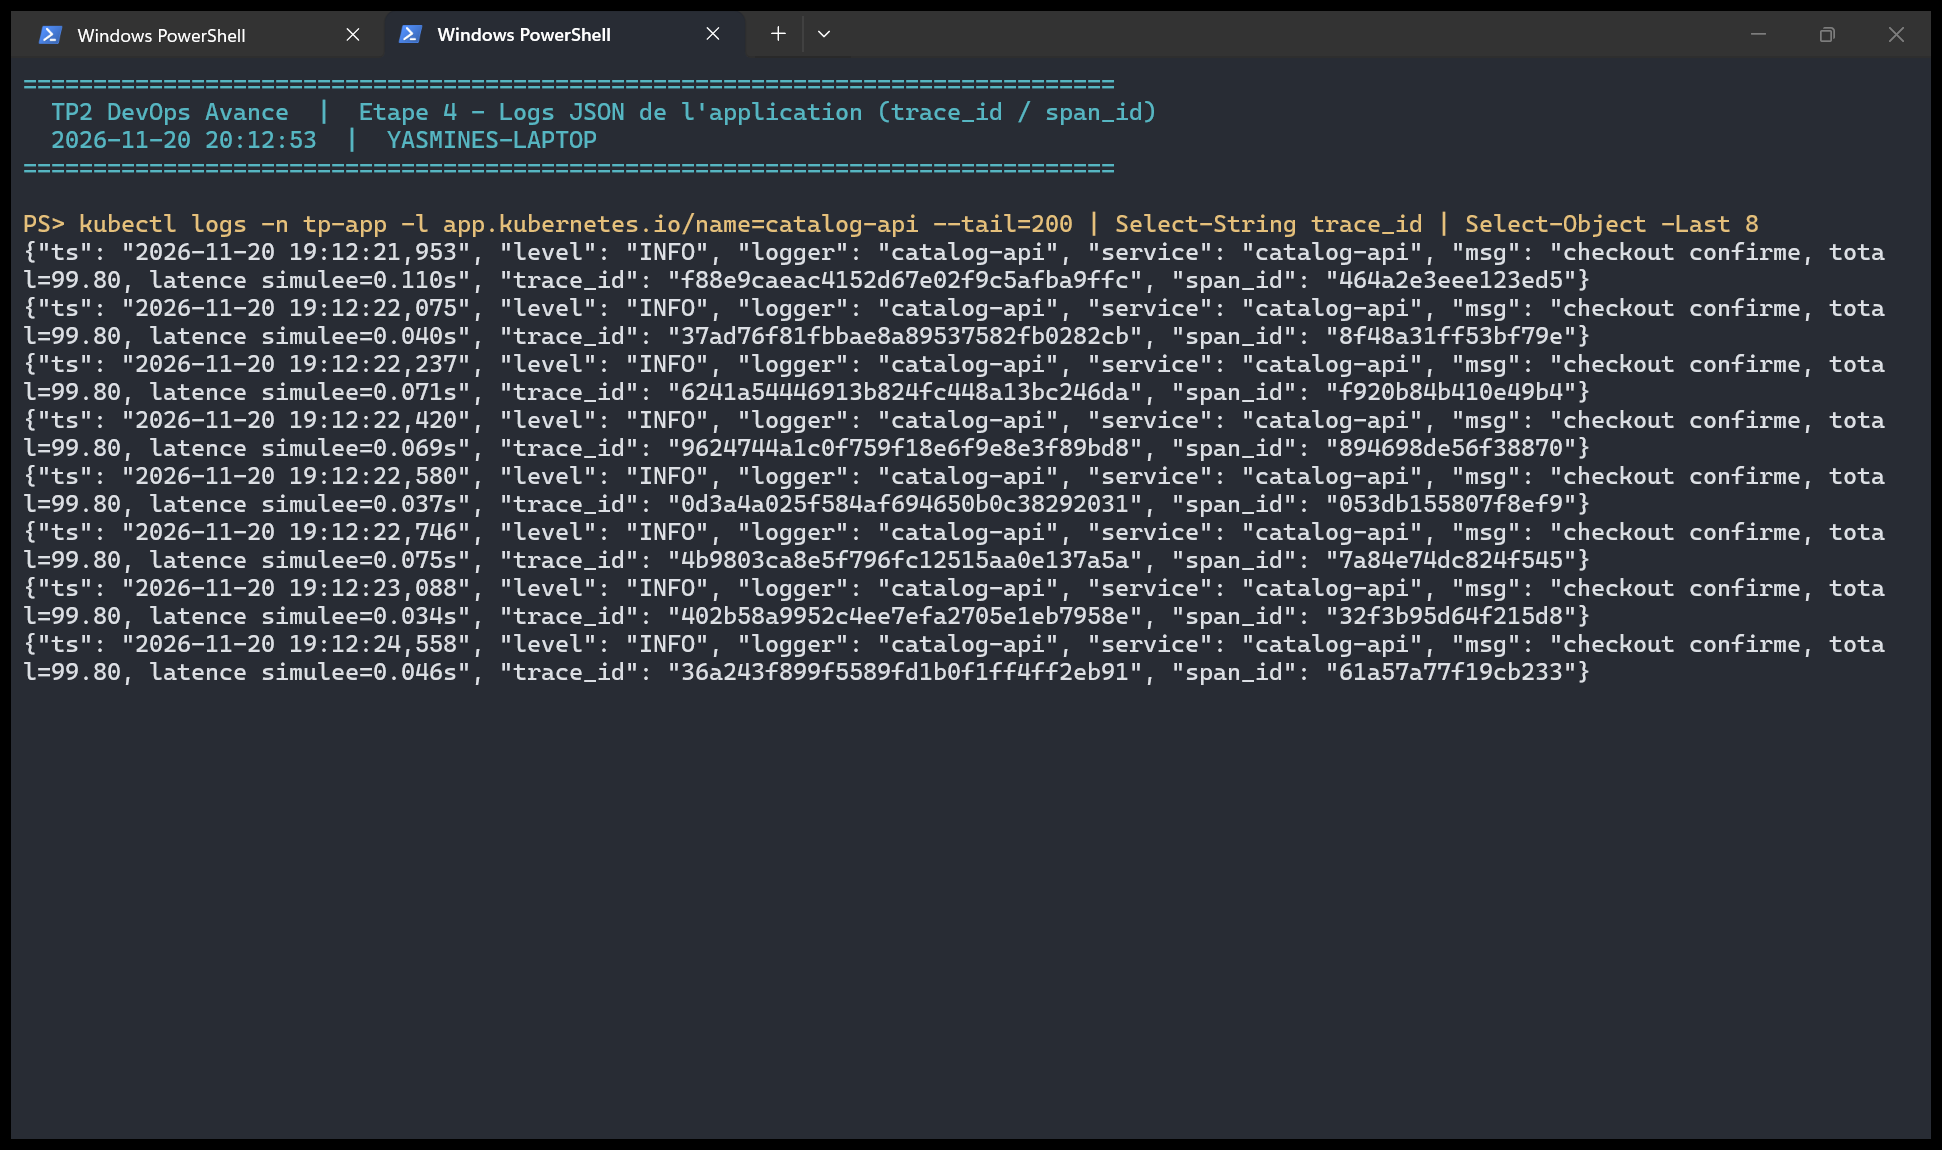 Windows PowerShell
Windows PowerShell
==============================================================================
TP2 DevOps Avance | Etape 4 - Logs JSON de l'application (trace_id / span_id)
2026-11-20 20:12:53 | YASMINES-LAPTOP
==============================================================================
PS> kubectl logs -n tp-app -l app.kubernetes.io/name=catalog-api --tail=200 | Select-String trace_id | Select-Object -Last 8
{"ts": "2026-11-20 19:12:21,953", "level": "INFO", "logger": "catalog-api", "service": "catalog-api", "msg": "checkout confirme, tota
l=99.80, latence simulee=0.110s", "trace_id": "f88e9caeac4152d67e02f9c5afba9ffc", "span_id": "464a2e3eee123ed5"}
{"ts": "2026-11-20 19:12:22,075", "level": "INFO", "logger": "catalog-api", "service": "catalog-api", "msg": "checkout confirme, tota
l=99.80, latence simulee=0.040s", "trace_id": "37ad76f81fbbae8a89537582fb0282cb", "span_id": "8f48a31ff53bf79e"}
{"ts": "2026-11-20 19:12:22,237", "level": "INFO", "logger": "catalog-api", "service": "catalog-api", "msg": "checkout confirme, tota
l=99.80, latence simulee=0.071s", "trace_id": "6241a54446913b824fc448a13bc246da", "span_id": "f920b84b410e49b4"}
{"ts": "2026-11-20 19:12:22,420", "level": "INFO", "logger": "catalog-api", "service": "catalog-api", "msg": "checkout confirme, tota
l=99.80, latence simulee=0.069s", "trace_id": "9624744a1c0f759f18e6f9e8e3f89bd8", "span_id": "894698de56f38870"}
{"ts": "2026-11-20 19:12:22,580", "level": "INFO", "logger": "catalog-api", "service": "catalog-api", "msg": "checkout confirme, tota
l=99.80, latence simulee=0.037s", "trace_id": "0d3a4a025f584af694650b0c38292031", "span_id": "053db155807f8ef9"}
{"ts": "2026-11-20 19:12:22,746", "level": "INFO", "logger": "catalog-api", "service": "catalog-api", "msg": "checkout confirme, tota
l=99.80, latence simulee=0.075s", "trace_id": "4b9803ca8e5f796fc12515aa0e137a5a", "span_id": "7a84e74dc824f545"}
{"ts": "2026-11-20 19:12:23,088", "level": "INFO", "logger": "catalog-api", "service": "catalog-api", "msg": "checkout confirme, tota
l=99.80, latence simulee=0.034s", "trace_id": "402b58a9952c4ee7efa2705e1eb7958e", "span_id": "32f3b95d64f215d8"}
{"ts": "2026-11-20 19:12:24,558", "level": "INFO", "logger": "catalog-api", "service": "catalog-api", "msg": "checkout confirme, tota
l=99.80, latence simulee=0.046s", "trace_id": "36a243f899f5589fd1b0f1ff4ff2eb91", "span_id": "61a57a77f19cb233"}